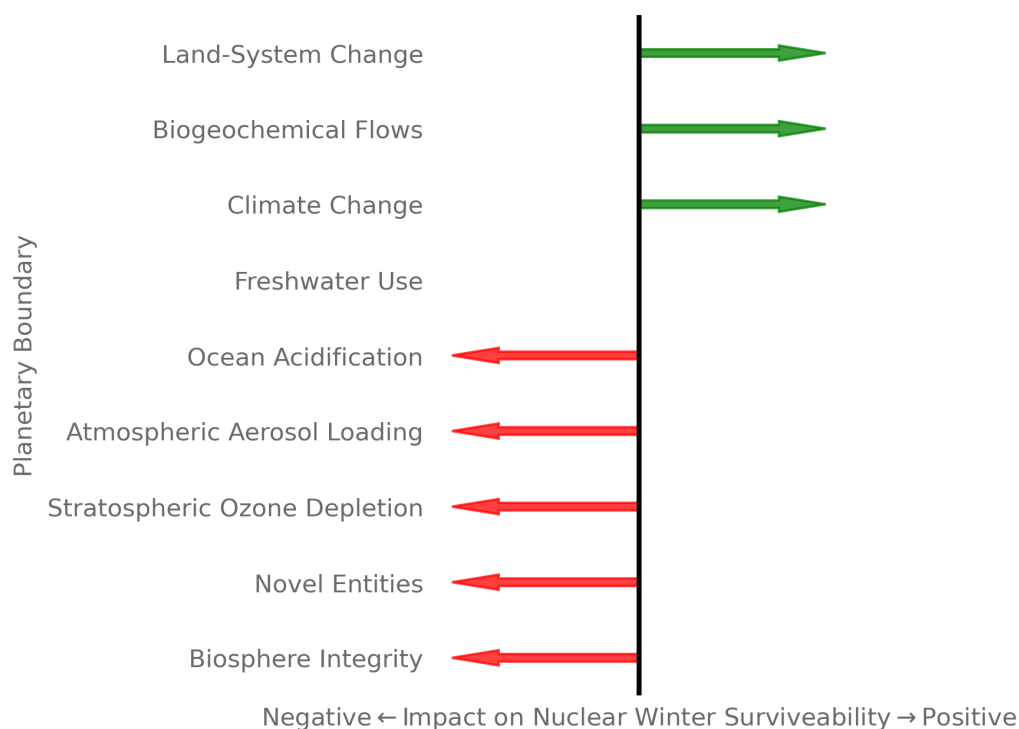 Land-System Change
Biogeochemical Flows
Climate Change
Freshwater Use
Ocean Acidification
Atmospheric Aerosol Loading
Stratospheric Ozone Depletion
Novel Entities
Biosphere Integrity
Planetary Boundary
Negative ← Impact on Nuclear Winter Surviveability → Positive